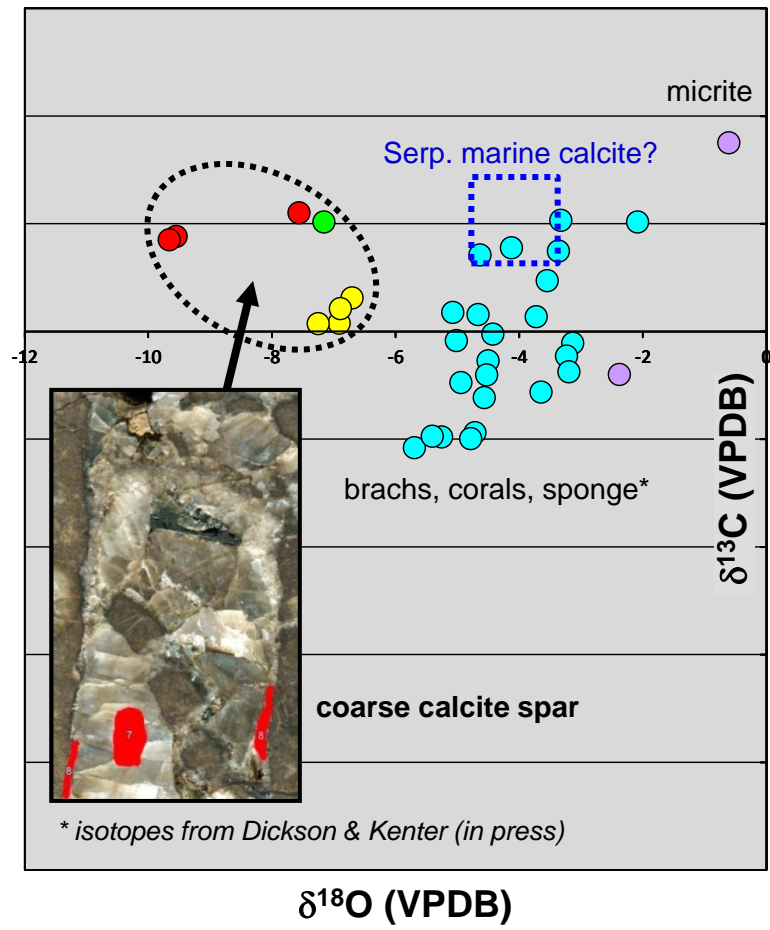 micrite
Serp. marine calcite?
-12
-10
-8
-6
-4
-2
0
brachs, corals, sponge*
δ¹³C (VPDB)
7
8
8
coarse calcite spar
* isotopes from Dickson & Kenter (in press)
δ¹⁸O (VPDB)